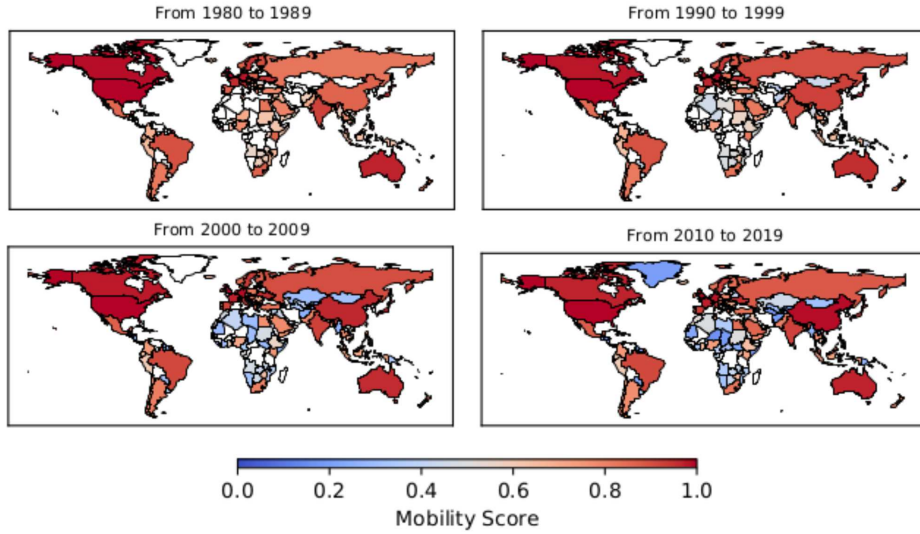 From 1980 to 1989
From 1990 to 1999
From 2000 to 2009
From 2010 to 2019
0.0 0.2 0.4 0.6 0.8 1.0
Mobility Score